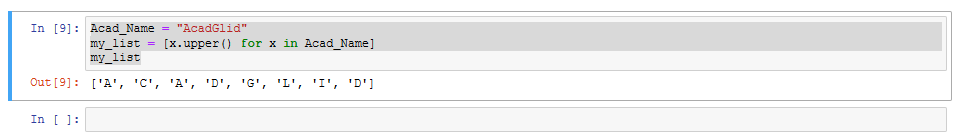 In [9]: Acad_Name = "AcadGlid"
my_list = [x.upper() for x in Acad_Name]
my_list
Out[9]: ['A', 'C', 'A', 'D', 'G', 'L', 'I', 'D']
In [ ]: